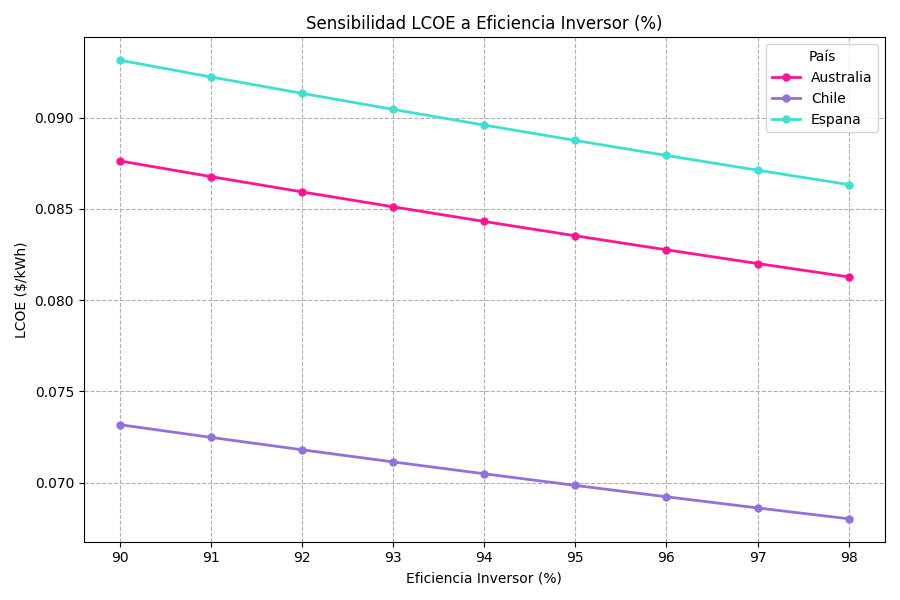 Sensibilidad LCOE a Eficiencia Inversor (%)
País
Australia
Chile
Espana
LCOE ($/kWh)
0.090
0.085
0.080
0.075
0.070
90 91 92 93 94 95 96 97 98
Eficiencia Inversor (%)